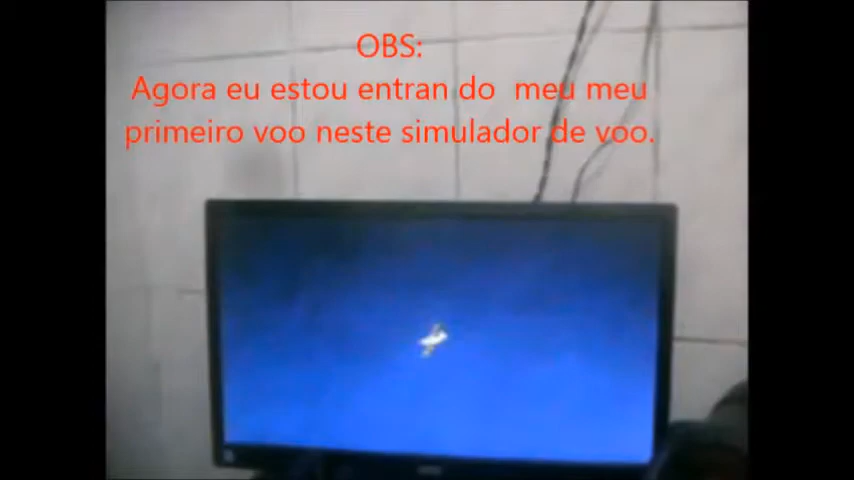 OBS:
Agora eu estou entran do  meu meu
primeiro voo neste simulador de voo.